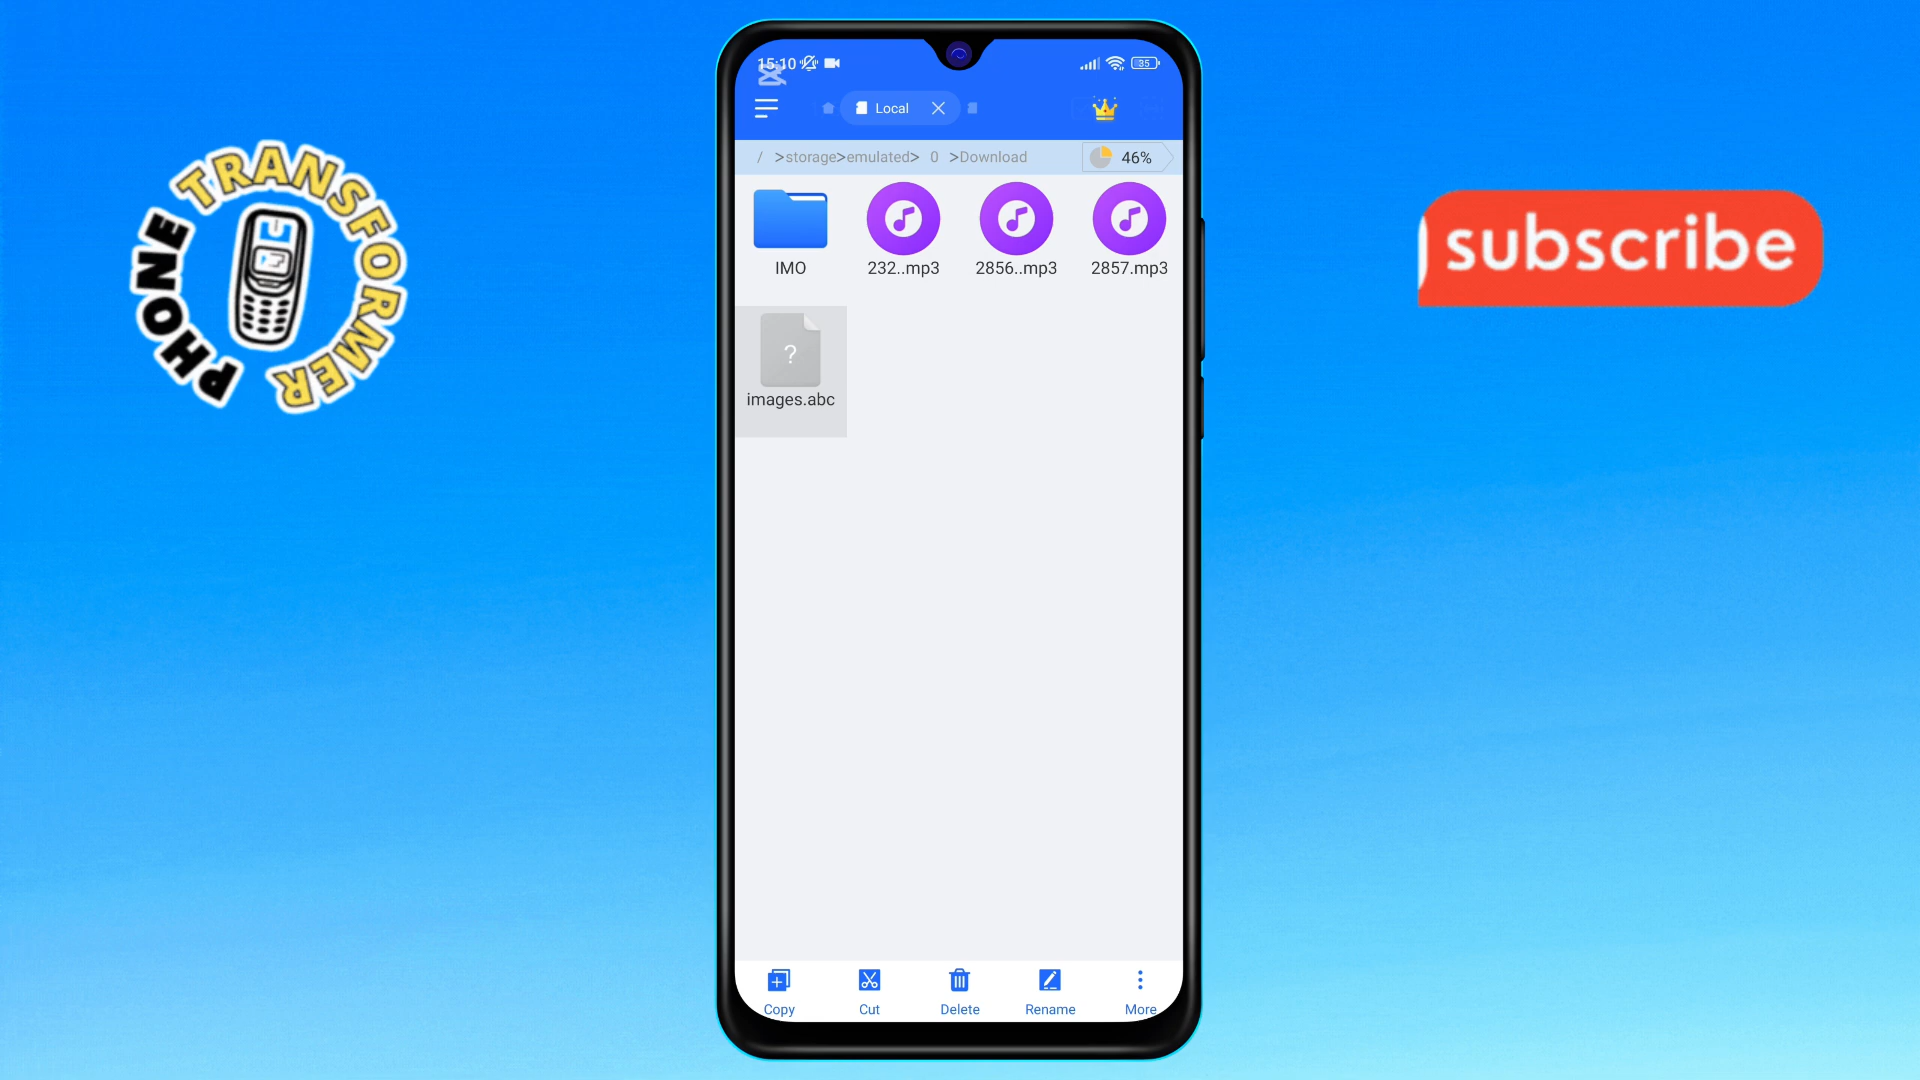 PHONE TRANSFORMER
subscribe
15:10
35
Local
/ >storage>emulated> 0 >Download
46%
IMO
232..mp3
2856..mp3
2857.mp3
?
images.abc
Copy
Cut
Delete
Rename
More